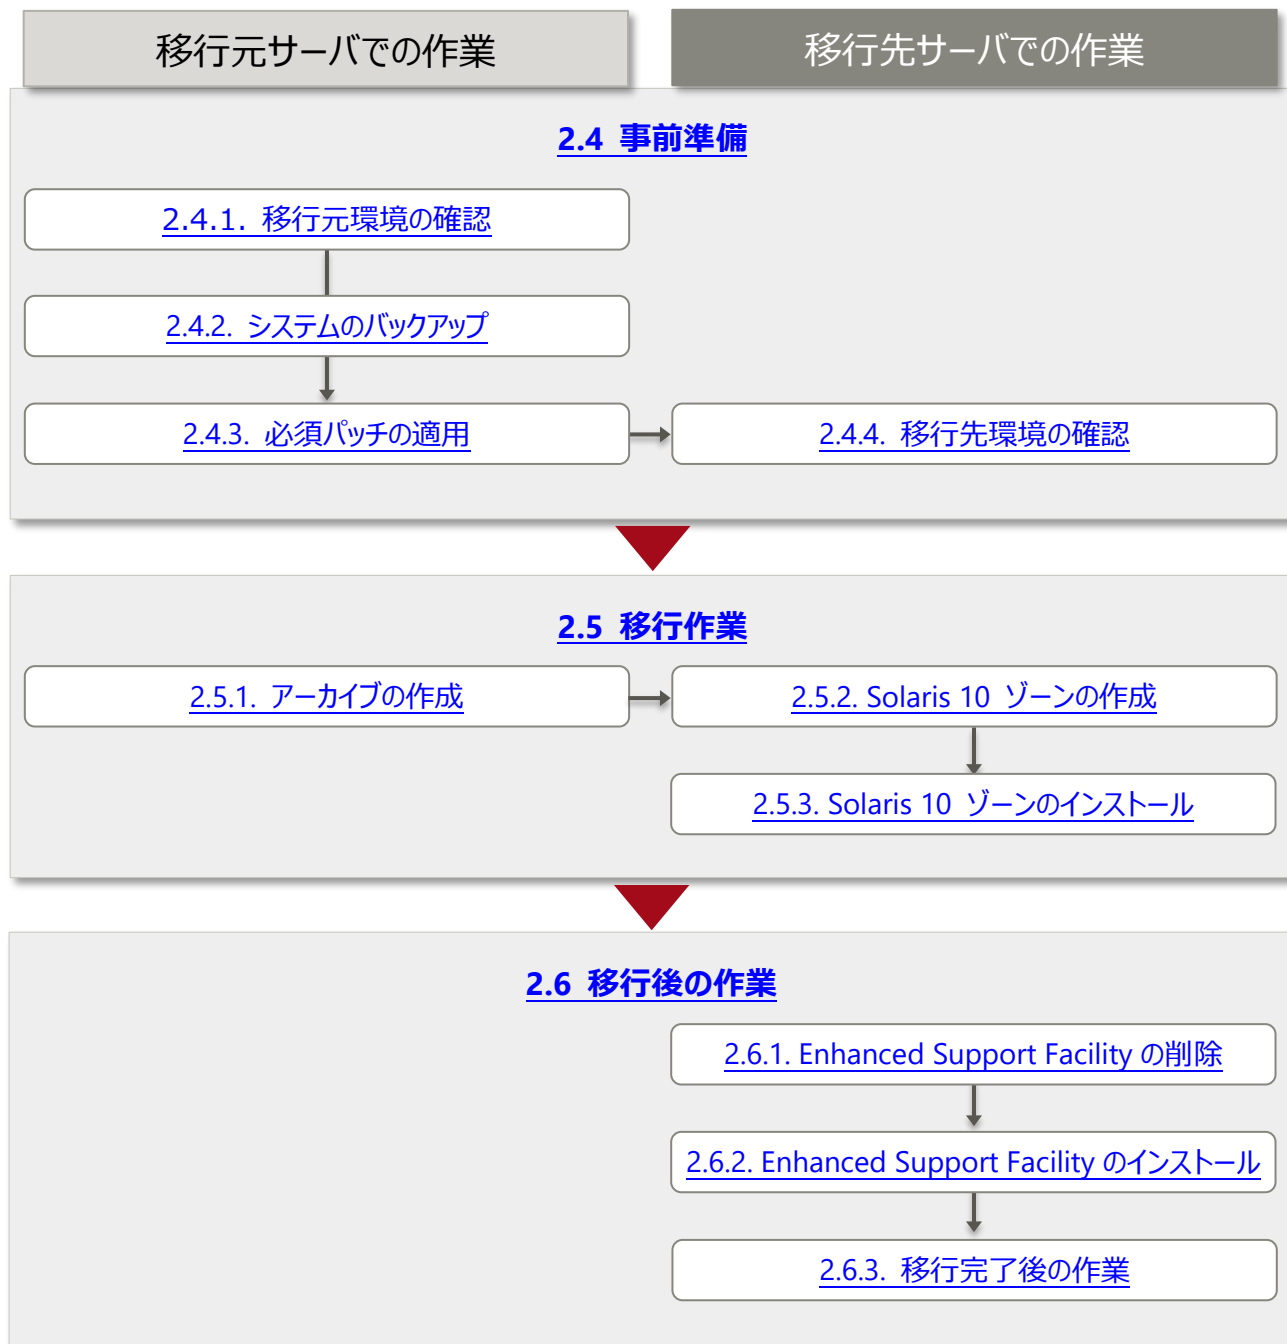 移行元サーバでの作業
移行先サーバでの作業
2.4 事前準備
2.4.1. 移行元環境の確認
2.4.2. システムのバックアップ
2.4.3. 必須パッチの適用
2.4.4. 移行先環境の確認
2.5 移行作業
2.5.1. アーカイブの作成
2.5.2. Solaris 10 ゾーンの作成
2.5.3. Solaris 10 ゾーンのインストール
2.6 移行後の作業
2.6.1. Enhanced Support Facility の削除
2.6.2. Enhanced Support Facility のインストール
2.6.3. 移行完了後の作業